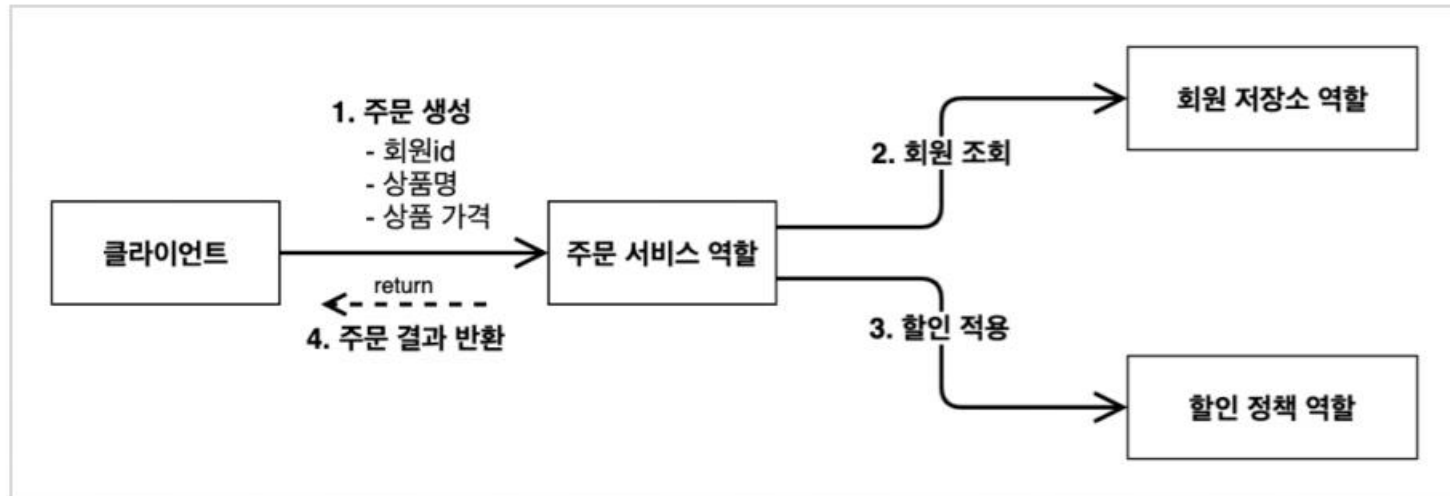 1. 주문 생성
- 회원id
- 상품명
- 상품 가격
클라이언트
주문 서비스 역할
return
4. 주문 결과 반환
2. 회원 조회
회원 저장소 역할
3. 할인 적용
할인 정책 역할